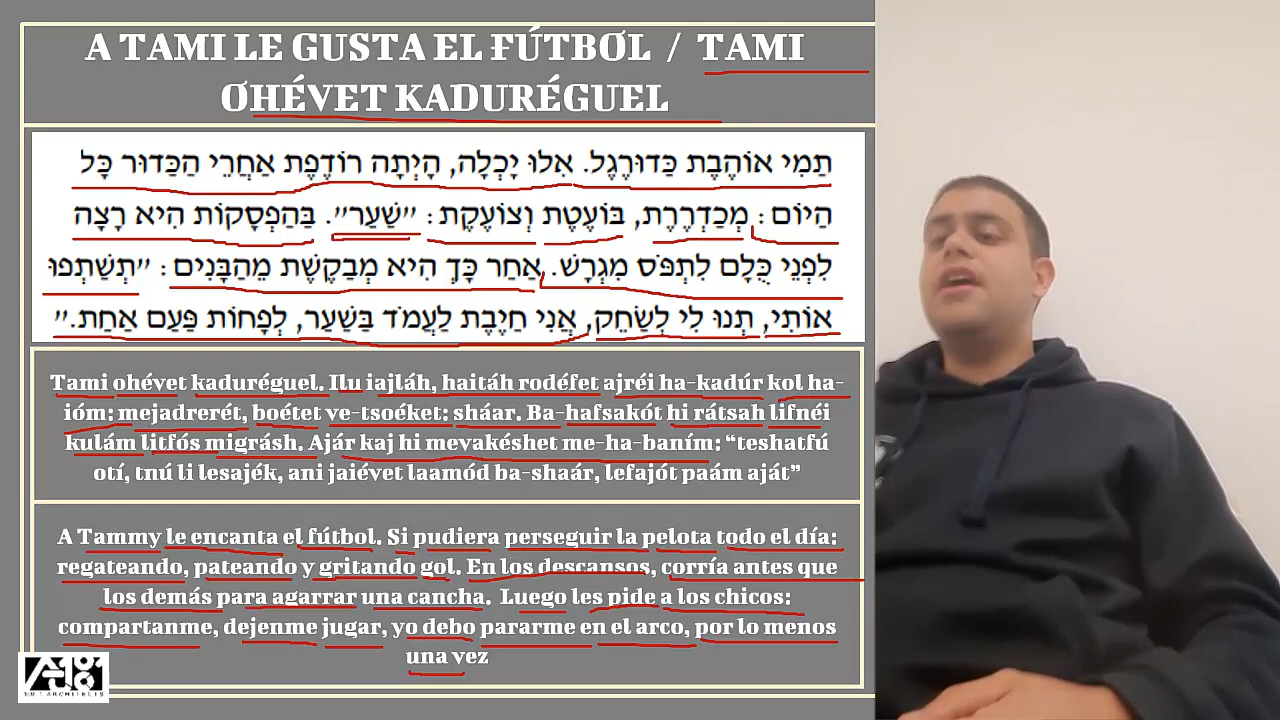 A TAMI LE GUSTA EL FÚTBOL / TAMI
OHÉVET KADURÉGUEL
תַּמִי אוֹהֶבֶת כַּדוּרֶגֶל. אִלוּ יָכְלָה, הָיְתָה רוֹדֶפֶת אַחֲרֵי הַכַּדוּר כָּל
הַיוֹם: מְכַדְרֶרֶת, בּוֹעֶטֶת וְצוֹעֶקֶת: "שַׁעַר". בַּהַפְסָקוֹת הִיא רָצָה
לִפְנֵי כֻּלָם לִתְפֹּס מִגְרָשׁ. אַחַר כָּךְ הִיא מְבַקֶשֶׁת מֵהַבָּנִים: "תְשַׁתְפוּ
אוֹתִי, תְנוּ לִי לְשַׂחֵק, אֲנִי חַיֶבֶת לַעֲמֹד בַּשַׁעַר, לְפָחוֹת פַּעַם אַחַת."
Tami ohévet kaduréguel. Ilu iajláh, haitáh rodéfet ajréi ha-kadúr kol ha-
ióm: mejadrerét, boétet ve-tsoéket: sháar. Ba-hafsakót hi rátsah lifnéi
kulám litfós migrásh. Ajár kaj hi mevakéshet me-ha-baním: “teshatfú
otí, tnú li lesajék, ani jaiévet laamód ba-shaár, lefajót paám aját”
A Tammy le encanta el fútbol. Si pudiera perseguir la pelota todo el día:
regateando, pateando y gritando gol. En los descansos, corría antes que
los demás para agarrar una cancha. Luego les pide a los chicos:
compartanme, dejenme jugar, yo debo pararme en el arco, por lo menos
una vez